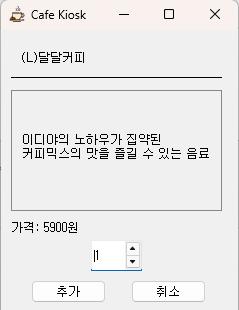 Cafe Kiosk
(L)달달커피
이디야의 노하우가 집약된
커피믹스의 맛을 즐길 수 있는 음료
가격: 5900원
1
추가
취소